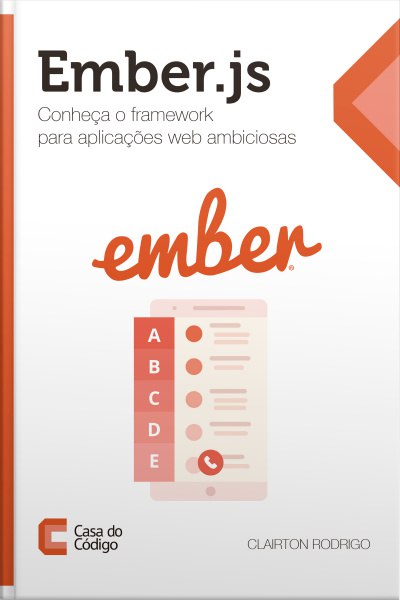 Ember.js
Conheça o framework
para aplicações web ambiciosas
ember®
A
B
C
D
E
Casa do
Código
CLAIRTON RODRIGO